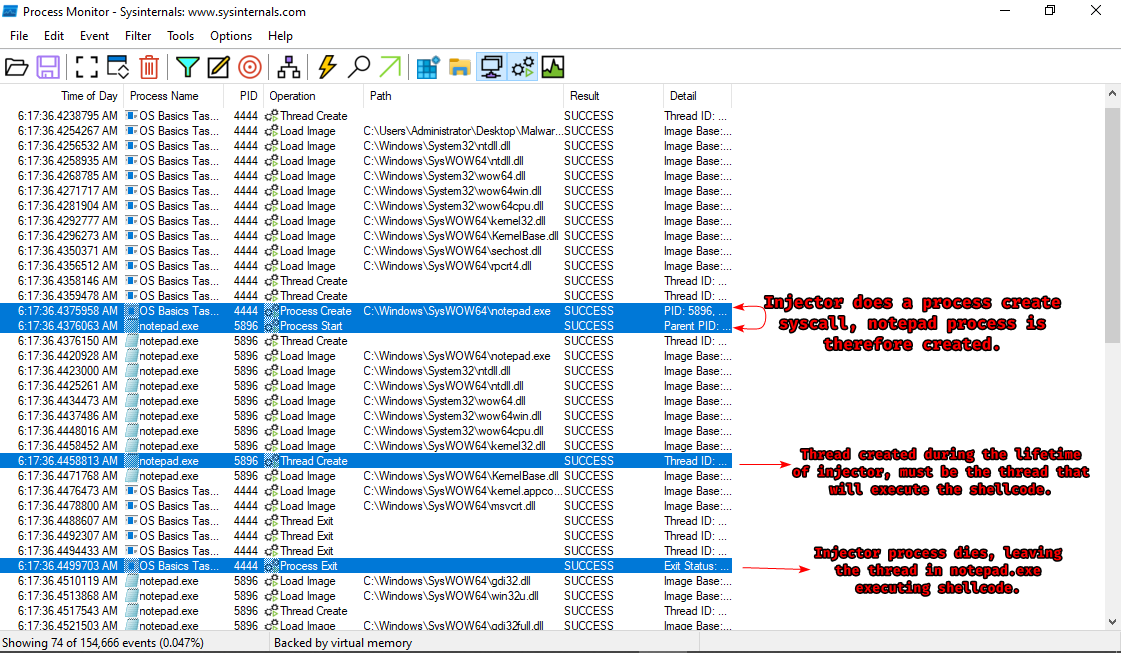 Process Monitor - Sysinternals: www.sysinternals.com
File Edit Event Filter Tools Options Help
Time of Day Process Name PID Operation Path Result Detail
6:17:36.4238795 AM OS Basics Tas... 4444 Thread Create SUCCESS Thread ID: ...
6:17:36.4254267 AM OS Basics Tas... 4444 Load Image C:\Users\Administrator\Desktop\Malwar... SUCCESS Image Base:...
6:17:36.4256532 AM OS Basics Tas... 4444 Load Image C:\Windows\System32\ntdll.dll SUCCESS Image Base:...
6:17:36.4258935 AM OS Basics Tas... 4444 Load Image C:\Windows\SysWOW64\ntdll.dll SUCCESS Image Base:...
6:17:36.4268785 AM OS Basics Tas... 4444 Load Image C:\Windows\System32\wow64.dll SUCCESS Image Base:...
6:17:36.4271717 AM OS Basics Tas... 4444 Load Image C:\Windows\System32\wow64win.dll SUCCESS Image Base:...
6:17:36.4281904 AM OS Basics Tas... 4444 Load Image C:\Windows\System32\wow64cpu.dll SUCCESS Image Base:...
6:17:36.4292777 AM OS Basics Tas... 4444 Load Image C:\Windows\SysWOW64\kernel32.dll SUCCESS Image Base:...
6:17:36.4296273 AM OS Basics Tas... 4444 Load Image C:\Windows\SysWOW64\KernelBase.dll SUCCESS Image Base:...
6:17:36.4350371 AM OS Basics Tas... 4444 Load Image C:\Windows\SysWOW64\sechost.dll SUCCESS Image Base:...
6:17:36.4356512 AM OS Basics Tas... 4444 Load Image C:\Windows\SysWOW64\rpcrt4.dll SUCCESS Image Base:...
6:17:36.4358146 AM OS Basics Tas... 4444 Thread Create SUCCESS Thread ID: ...
6:17:36.4359478 AM OS Basics Tas... 4444 Thread Create SUCCESS Thread ID: ...
6:17:36.4375958 AM OS Basics Tas... 4444 Process Create C:\Windows\SysWOW64\notepad.exe SUCCESS PID: 5896, ...
6:17:36.4376063 AM notepad.exe 5896 Process Start SUCCESS Parent PID: ...
6:17:36.4376150 AM notepad.exe 5896 Thread Create SUCCESS Thread ID: ...
6:17:36.4420928 AM notepad.exe 5896 Load Image C:\Windows\SysWOW64\notepad.exe SUCCESS Image Base:...
6:17:36.4423000 AM notepad.exe 5896 Load Image C:\Windows\System32\ntdll.dll SUCCESS Image Base:...
6:17:36.4425261 AM notepad.exe 5896 Load Image C:\Windows\SysWOW64\ntdll.dll SUCCESS Image Base:...
6:17:36.4434473 AM notepad.exe 5896 Load Image C:\Windows\System32\wow64.dll SUCCESS Image Base:...
6:17:36.4437486 AM notepad.exe 5896 Load Image C:\Windows\System32\wow64win.dll SUCCESS Image Base:...
6:17:36.4448016 AM notepad.exe 5896 Load Image C:\Windows\System32\wow64cpu.dll SUCCESS Image Base:...
6:17:36.4458452 AM notepad.exe 5896 Load Image C:\Windows\SysWOW64\kernel32.dll SUCCESS Image Base:...
6:17:36.4458813 AM notepad.exe 5896 Thread Create SUCCESS Thread ID: ...
6:17:36.4471768 AM notepad.exe 5896 Load Image C:\Windows\SysWOW64\KernelBase.dll SUCCESS Image Base:...
6:17:36.4476473 AM OS Basics Tas... 4444 Load Image C:\Windows\SysWOW64\kernel.appco... SUCCESS Image Base:...
6:17:36.4478800 AM OS Basics Tas... 4444 Load Image C:\Windows\SysWOW64\msvcrt.dll SUCCESS Image Base:...
6:17:36.4488607 AM OS Basics Tas... 4444 Thread Exit SUCCESS Thread ID: ...
6:17:36.4492307 AM OS Basics Tas... 4444 Thread Exit SUCCESS Thread ID: ...
6:17:36.4494433 AM OS Basics Tas... 4444 Thread Exit SUCCESS Thread ID: ...
6:17:36.4499703 AM OS Basics Tas... 4444 Process Exit SUCCESS Exit Status: ...
6:17:36.4510119 AM notepad.exe 5896 Load Image C:\Windows\SysWOW64\gdi32.dll SUCCESS Image Base:...
6:17:36.4513868 AM notepad.exe 5896 Load Image C:\Windows\SysWOW64\win32u.dll SUCCESS Image Base:...
6:17:36.4517543 AM notepad.exe 5896 Thread Create SUCCESS Thread ID: ...
6:17:36.4521503 AM notepad.exe 5896 Load Image C:\Windows\SysWOW64\gdi32full.dll SUCCESS Image Base:...
Injector does a process create
syscall, notepad process is
therefore created.
Thread created during the lifetime
of injector, must be the thread that
will execute the shellcode.
Injector process dies, leaving
the thread in notepad.exe
executing shellcode.
Showing 74 of 154,666 events (0.047%) Backed by virtual memory